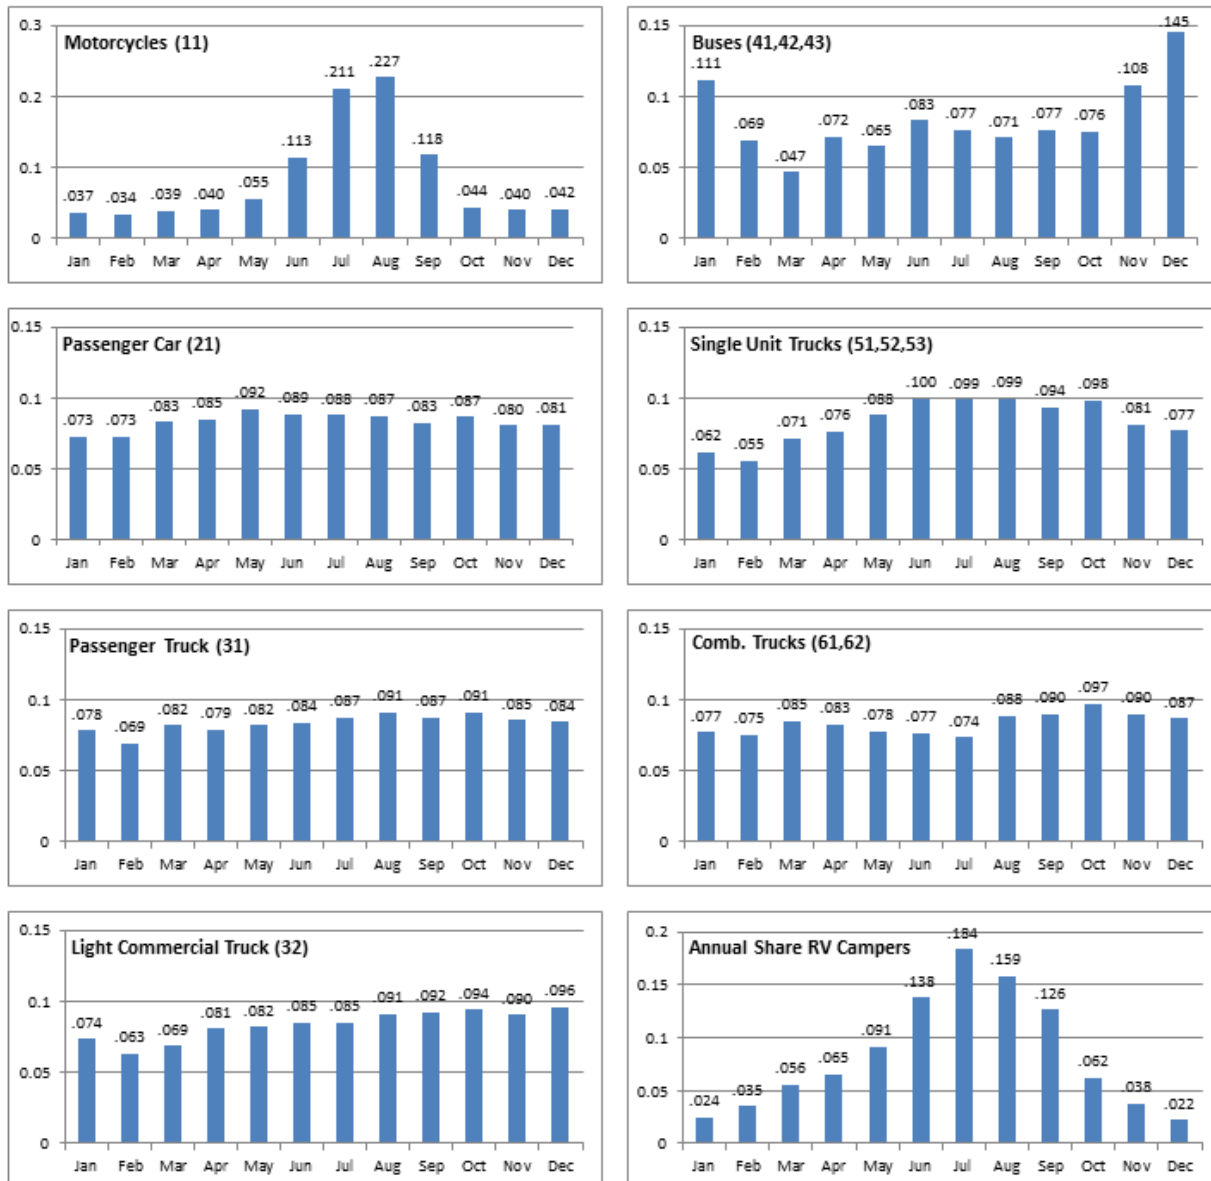 Motorcycles (11)
0.3
0.2
0.1
0
.037 .034 .039 .040 .055 .113 .211 .227 .118 .044 .040 .042
Jan Feb Mar Apr May Jun Jul Aug Sep Oct Nov Dec
Buses (41,42,43)
0.15
0.1
0.05
0
.111 .069 .047 .072 .065 .083 .077 .071 .077 .076 .108 .145
Jan Feb Mar Apr May Jun Jul Aug Sep Oct Nov Dec
Passenger Car (21)
0.15
0.1
0.05
0
.073 .073 .083 .085 .092 .089 .088 .087 .083 .087 .080 .081
Jan Feb Mar Apr May Jun Jul Aug Sep Oct Nov Dec
Single Unit Trucks (51,52,53)
0.15
0.1
0.05
0
.062 .055 .071 .076 .088 .100 .099 .099 .094 .098 .081 .077
Jan Feb Mar Apr May Jun Jul Aug Sep Oct Nov Dec
Passenger Truck (31)
0.15
0.1
0.05
0
.078 .069 .082 .079 .082 .084 .087 .091 .087 .091 .085 .084
Jan Feb Mar Apr May Jun Jul Aug Sep Oct Nov Dec
Comb. Trucks (61,62)
0.15
0.1
0.05
0
.077 .075 .085 .083 .078 .077 .074 .088 .090 .097 .090 .087
Jan Feb Mar Apr May Jun Jul Aug Sep Oct Nov Dec
Light Commercial Truck (32)
0.15
0.1
0.05
0
.074 .063 .069 .081 .082 .085 .085 .091 .092 .094 .090 .096
Jan Feb Mar Apr May Jun Jul Aug Sep Oct Nov Dec
Annual Share RV Campers
0.2
0.15
0.1
0.05
0
.024 .035 .056 .065 .091 .138 .184 .159 .126 .062 .038 .022
Jan Feb Mar Apr May Jun Jul Aug Sep Oct Nov Dec